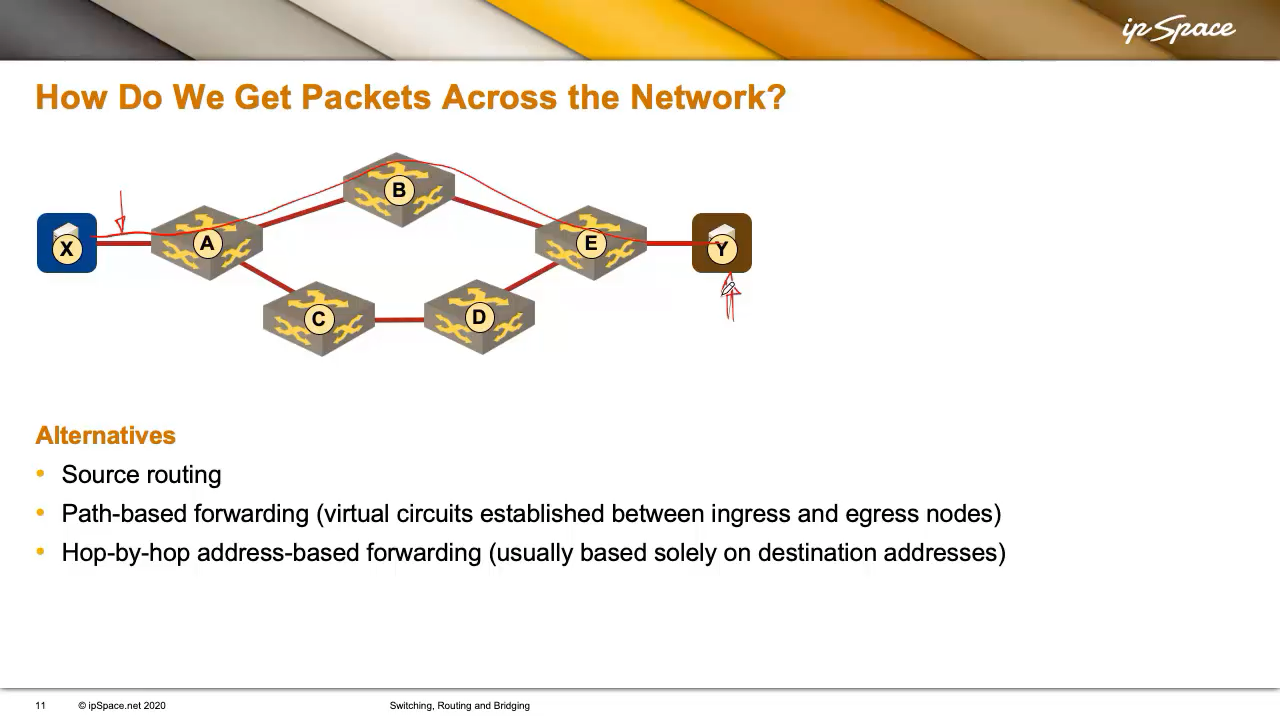 ip Space
How Do We Get Packets Across the Network?
B
X
A
E
Y
C
D
Alternatives
• Source routing
• Path-based forwarding (virtual circuits established between ingress and egress nodes)
• Hop-by-hop address-based forwarding (usually based solely on destination addresses)
11 © ipSpace.net 2020 Switching, Routing and Bridging